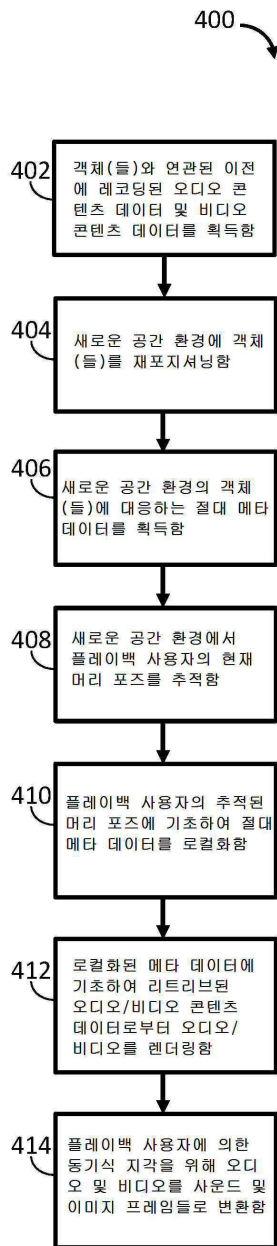 400
402
객체(들)와 연관된 이전
에 레코딩된 오디오 콘
텐츠 데이터 및 비디오
콘텐츠 데이터를 획득함
404
새로운 공간 환경에 객체
(들)를 재포지셔닝함
406
새로운 공간 환경의 객체
(들)에 대응하는 절대 메타
데이터를 획득함
408
새로운 공간 환경에서
플레이백 사용자의 현재
머리 포즈를 추적함
410
플레이백 사용자의 추적된
머리 포즈에 기초하여 절대
메타 데이터를 로컬화함
412
로컬화된 메타 데이터에
기초하여 리트리브된
오디오/비디오 콘텐츠
데이터로부터 오디오/
비디오를 렌더링함
414
플레이백 사용자에 의한
동기식 지각을 위해 오디
오 및 비디오를 사운드 및
이미지 프레임들로 변환함